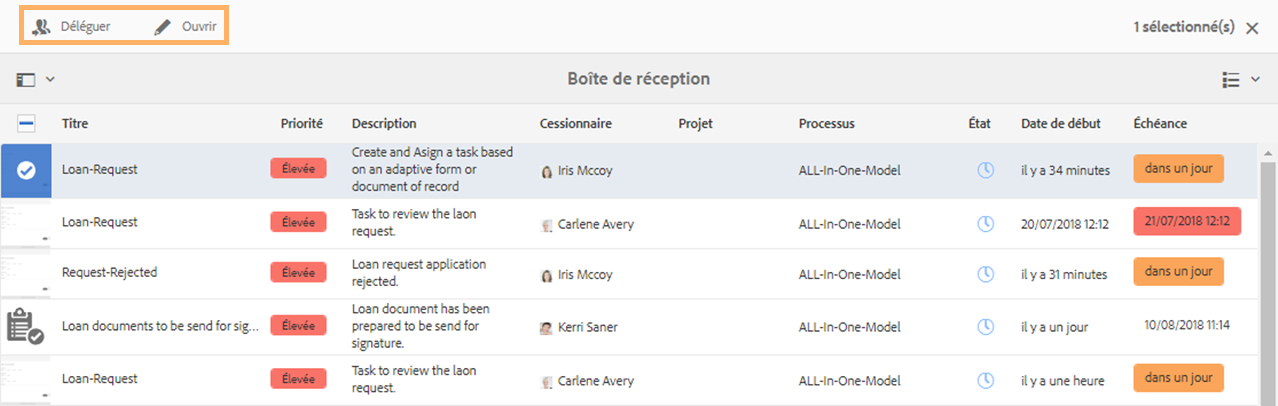 Déléguer Ouvrir 1 sélectionné(s)
Boîte de réception
Titre Priorité Description Cessionnaire Projet Processus État Date de début Échéance
Loan-Request Élevée Create and Asign a task based
on an adaptive form or
document of record Iris Mccoy ALL-In-One-Model il y a 34 minutes dans un jour
Loan-Request Élevée Task to review the laon
request. Carlene Avery ALL-In-One-Model 20/07/2018 12:12 21/07/2018 12:12
Request-Rejected Élevée Loan request application
rejected. Iris Mccoy ALL-In-One-Model il y a 31 minutes dans un jour
Loan documents to be send for sig... Élevée Loan document has been
prepared to be send for
signature. Kerri Saner ALL-In-One-Model il y a un jour 10/08/2018 11:14
Loan-Request Élevée Task to review the laon
request. Carlene Avery ALL-In-One-Model il y a une heure dans un jour